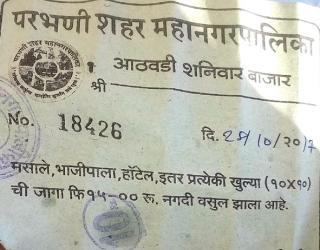 परभणी शहर महानगरपालिका
आठवडी शनिवार बाजार
श्री
No. 18426
दि. 28/10/2017
मसाले,भाजीपाला,हॉटेल,इतर प्रत्येकी खुल्या (१०X१०)
ची जागा फि१५-०० रू. नगदी वसुल झाला आहे.